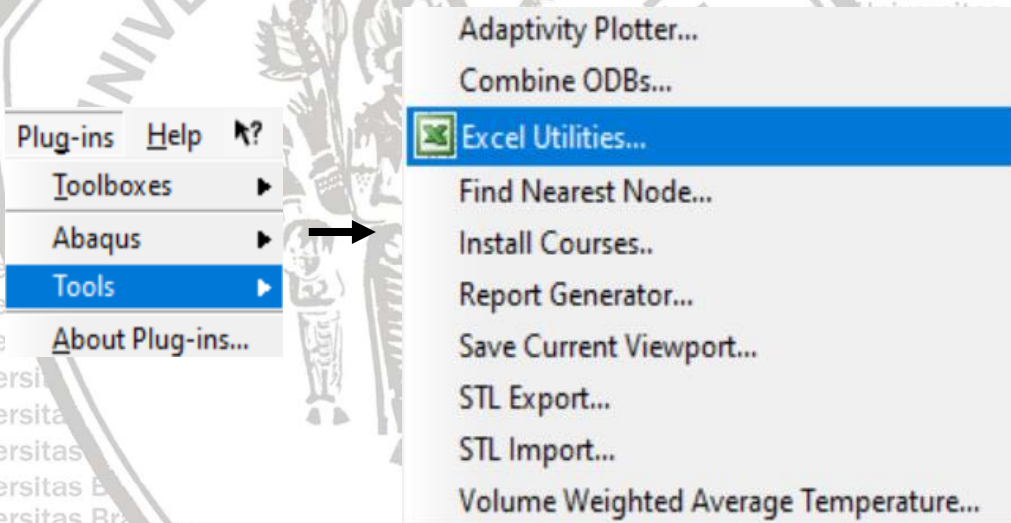 Plug-ins Help
Toolboxes
Abaqus
Tools
About Plug-ins...
Adaptivity Plotter...
Combine ODBs...
Excel Utilities...
Find Nearest Node...
Install Courses..
Report Generator...
Save Current Viewport...
STL Export...
STL Import...
Volume Weighted Average Temperature...